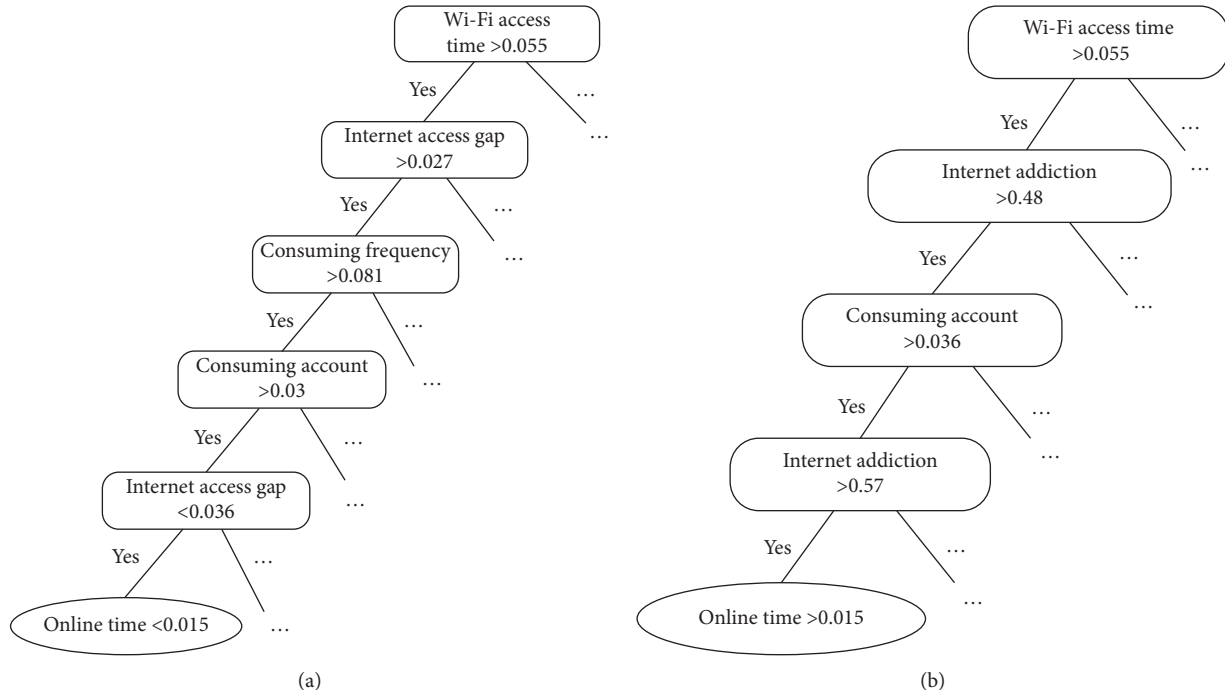 Wi-Fi access
time >0.055
Yes
…
…
Internet access gap
>0.027
Yes
…
…
Consuming frequency
>0.081
Yes
…
…
Consuming account
>0.03
Yes
…
…
Internet access gap
<0.036
Yes
…
…
Online time <0.015
(a)
Wi-Fi access time
>0.055
Yes
…
…
Internet addiction
>0.48
Yes
…
…
Consuming account
>0.036
Yes
…
…
Internet addiction
>0.57
Yes
…
…
Online time >0.015
(b)